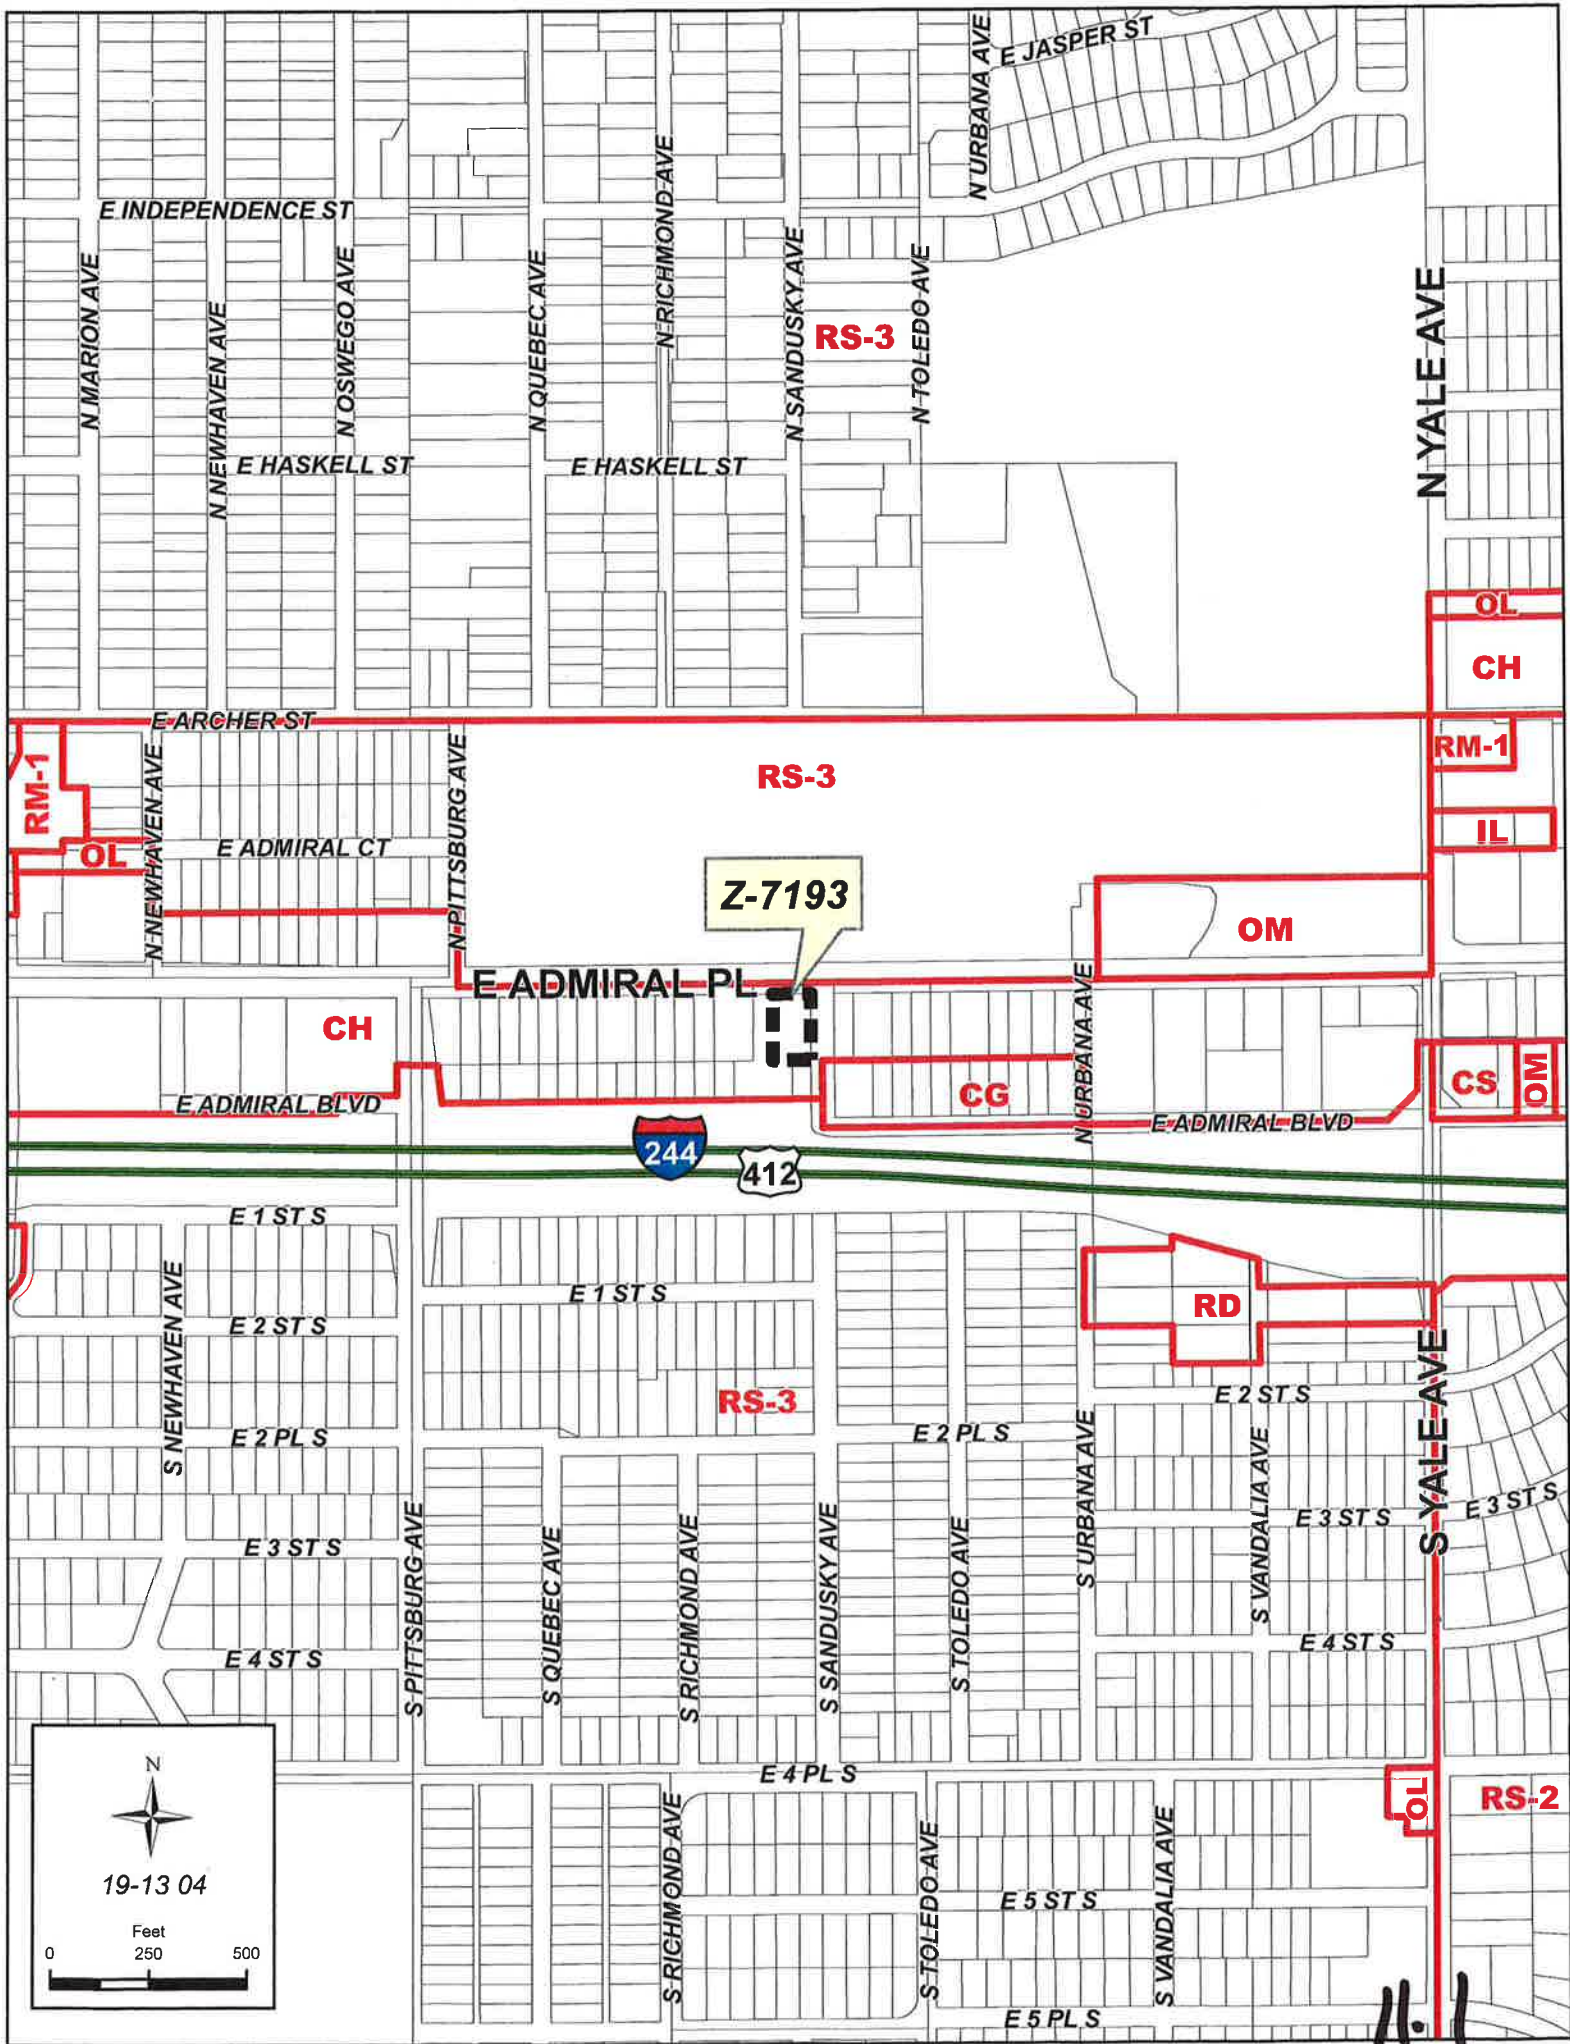 E JASPER ST
N URBANA AVE
E INDEPENDENCE ST
N MARION AVE
N NEWHAVEN AVE
N OSWEGO AVE
N QUEBEC AVE
N RICHMOND AVE
N SANDUSKY AVE
RS-3
N TOLEDO AVE
N YALE AVE
E HASKELL ST
E HASKELL ST
OL
CH
E ARCHER ST
RM-1
N NEWHAVEN AVE
N PITTSBURG AVE
RS-3
RM-1
IL
OL
E ADMIRAL CT
Z-7193
OM
E ADMIRAL PL
N URBANA AVE
CH
CG
CS
OM
E ADMIRAL BLVD
E ADMIRAL BLVD
244
412
E 1 ST S
E 1 ST S
RD
S NEWHAVEN AVE
E 2 ST S
RS-3
E 2 ST S
S YALE AVE
E 2 PL S
E 2 PL S
S URBANA AVE
S VANDALIA AVE
E 3 ST S
E 3 ST S
E 3 ST S
S PITTSBURG AVE
S QUEBEC AVE
S RICHMOND AVE
S SANDUSKY AVE
S TOLEDO AVE
E 4 ST S
E 4 ST S
E 4 PL S
OL
RS-2
N
19-13 04
Feet
0 250 500
S RICHMOND AVE
S TOLEDO AVE
S VANDALIA AVE
E 5 ST S
E 5 PL S
11.1